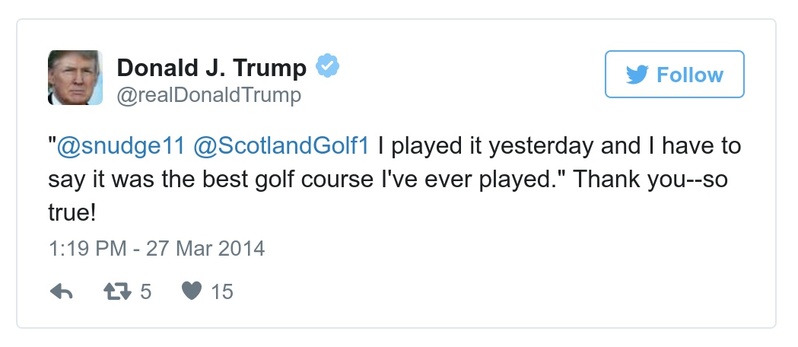 Donald J. Trump
@realDonaldTrump
Follow
"@snudge11 @ScotlandGolf1 I played it yesterday and I have to
say it was the best golf course I've ever played." Thank you--so
true!
1:19 PM - 27 Mar 2014
5 15